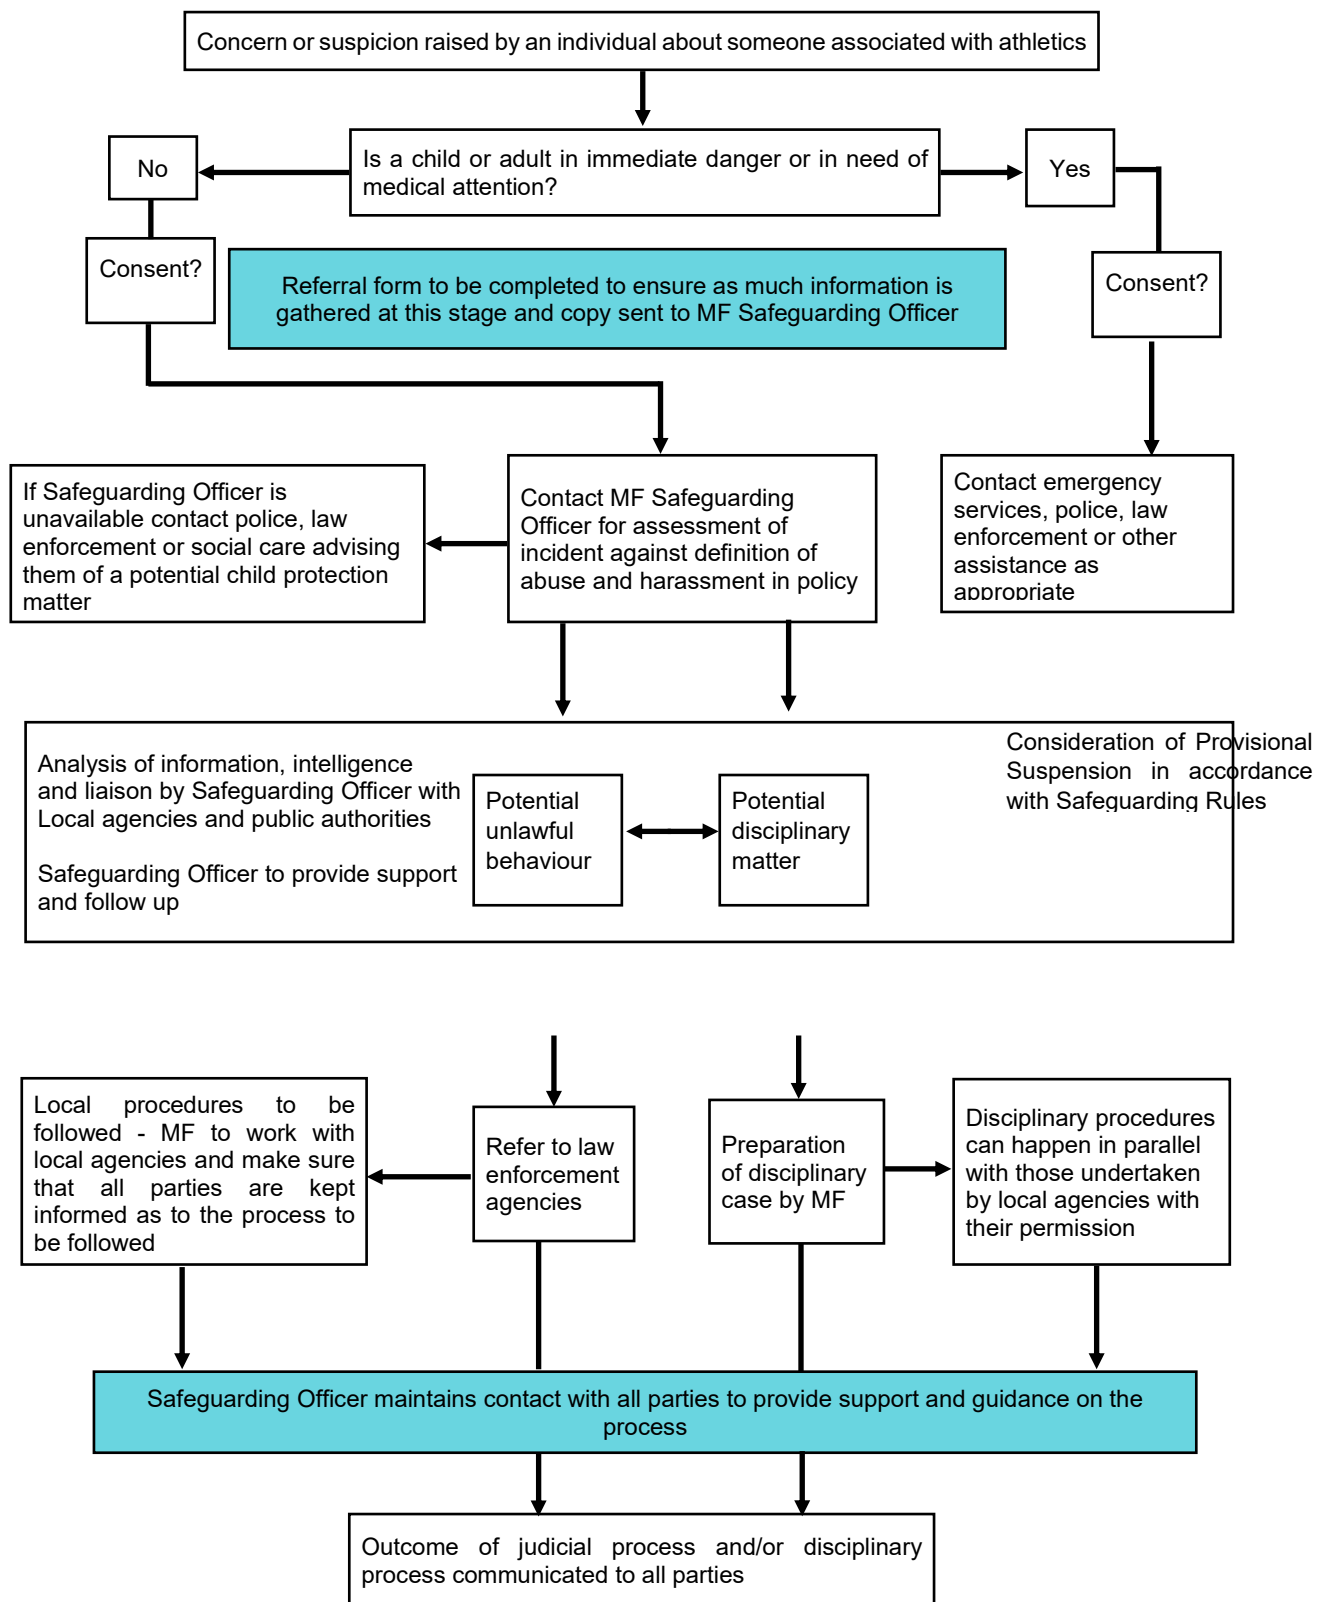 Concern or suspicion raised by an individual about someone associated with athletics
No
Is a child or adult in immediate danger or in need of
medical attention?
Yes
Consent?
Referral form to be completed to ensure as much information is
gathered at this stage and copy sent to MF Safeguarding Officer
Consent?
If Safeguarding Officer is
unavailable contact police, law
enforcement or social care advising
them of a potential child protection
matter
Contact MF Safeguarding
Officer for assessment of
incident against definition of
abuse and harassment in policy
Contact emergency
services, police, law
enforcement or other
assistance as
appropriate
Analysis of information, intelligence
and liaison by Safeguarding Officer with
Local agencies and public authorities
Safeguarding Officer to provide support
and follow up
Potential
unlawful
behaviour
Potential
disciplinary
matter
Consideration of Provisional
Suspension in accordance
with Safeguarding Rules
Local procedures to be
followed - MF to work with
local agencies and make sure
that all parties are kept
informed as to the process to
be followed
Refer to law
enforcement
agencies
Preparation
of disciplinary
case by MF
Disciplinary procedures
can happen in parallel
with those undertaken
by local agencies with
their permission
Safeguarding Officer maintains contact with all parties to provide support and guidance on the
process
Outcome of judicial process and/or disciplinary
process communicated to all parties